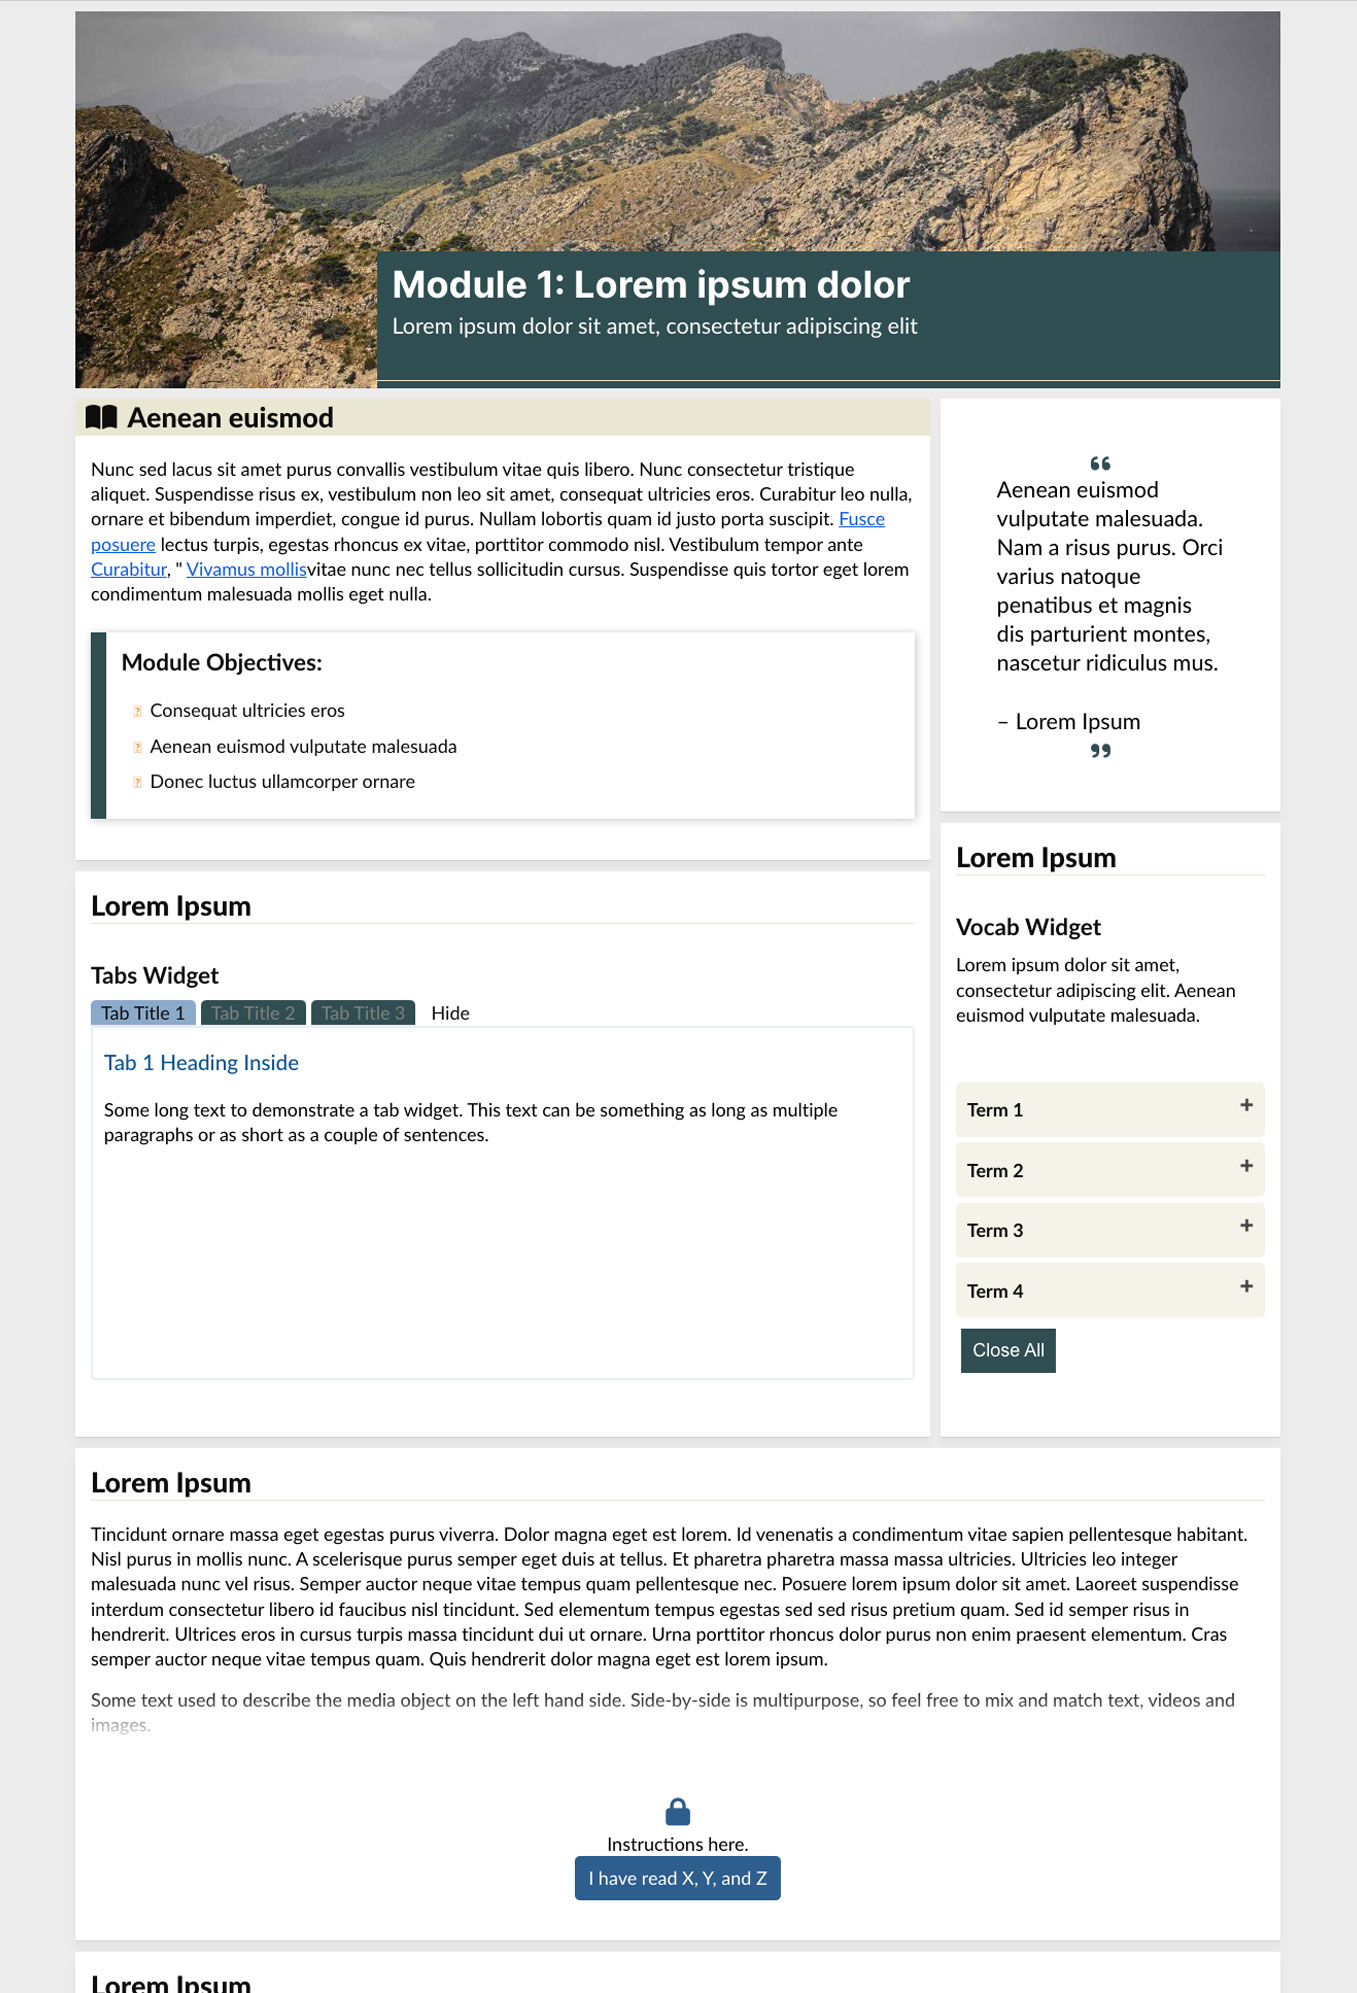 Module 1: Lorem ipsum dolor
Lorem ipsum dolor sit amet, consectetur adipiscing elit
Aenean euismod
Nunc sed lacus sit amet purus convallis vestibulum vitae quis libero. Nunc consectetur tristique
aliquet. Suspendisse risus ex, vestibulum non leo sit amet, consequat ultricies eros. Curabitur leo nulla,
ornare et bibendum imperdiet, congue id purus. Nullam lobortis quam id justo porta suscipit. Fusce
posuere lectus turpis, egestas rhoncus ex vitae, porttitor commodo nisl. Vestibulum tempor ante
Curabitur, " Vivamus mollisvitae nunc nec tellus sollicitudin cursus. Suspendisse quis tortor eget lorem
condimentum malesuada mollis eget nulla.
Module Objectives:
Consequat ultricies eros
Aenean euismod vulputate malesuada
Donec luctus ullamcorper ornare
“
Aenean euismod
vulputate malesuada.
Nam a risus purus. Orci
varius natoque
penatibus et magnis
dis parturient montes,
nascetur ridiculus mus.
– Lorem Ipsum
”
Lorem Ipsum
Tabs Widget
Tab Title 1 Tab Title 2 Tab Title 3 Hide
Tab 1 Heading Inside
Some long text to demonstrate a tab widget. This text can be something as long as multiple
paragraphs or as short as a couple of sentences.
Lorem Ipsum
Vocab Widget
Lorem ipsum dolor sit amet,
consectetur adipiscing elit. Aenean
euismod vulputate malesuada.
Term 1 +
Term 2 +
Term 3 +
Term 4 +
Close All
Lorem Ipsum
Tincidunt ornare massa eget egestas purus viverra. Dolor magna eget est lorem. Id venenatis a condimentum vitae sapien pellentesque habitant.
Nisl purus in mollis nunc. A scelerisque purus semper eget duis at tellus. Et pharetra pharetra massa massa ultricies. Ultricies leo integer
malesuada nunc vel risus. Semper auctor neque vitae tempus quam pellentesque nec. Posuere lorem ipsum dolor sit amet. Laoreet suspendisse
interdum consectetur libero id faucibus nisl tincidunt. Sed elementum tempus egestas sed sed risus pretium quam. Sed id semper risus in
hendrerit. Ultrices eros in cursus turpis massa tincidunt dui ut ornare. Urna porttitor rhoncus dolor purus non enim praesent elementum. Cras
semper auctor neque vitae tempus quam. Quis hendrerit dolor magna eget est lorem ipsum.
Some text used to describe the media object on the left hand side. Side-by-side is multipurpose, so feel free to mix and match text, videos and
images.
Instructions here.
I have read X, Y, and Z
Lorem Ipsum